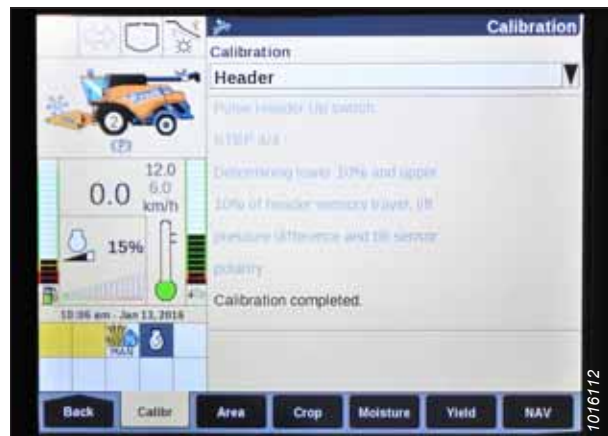 Calibration
Calibration
Header
Pulse Header Up switch.
STEP 4/4
Determining lower 10% and upper
10% of header sensors travel, lift
pressure difference and tilt sensor
polarity
Calibration completed.
2
(P)
12.0
0.0
6.0
km/h
15%
10:06 am - Jan 13, 2016
MAN
Back
Calibr
Area
Crop
Moisture
Yield
NAV
1016112